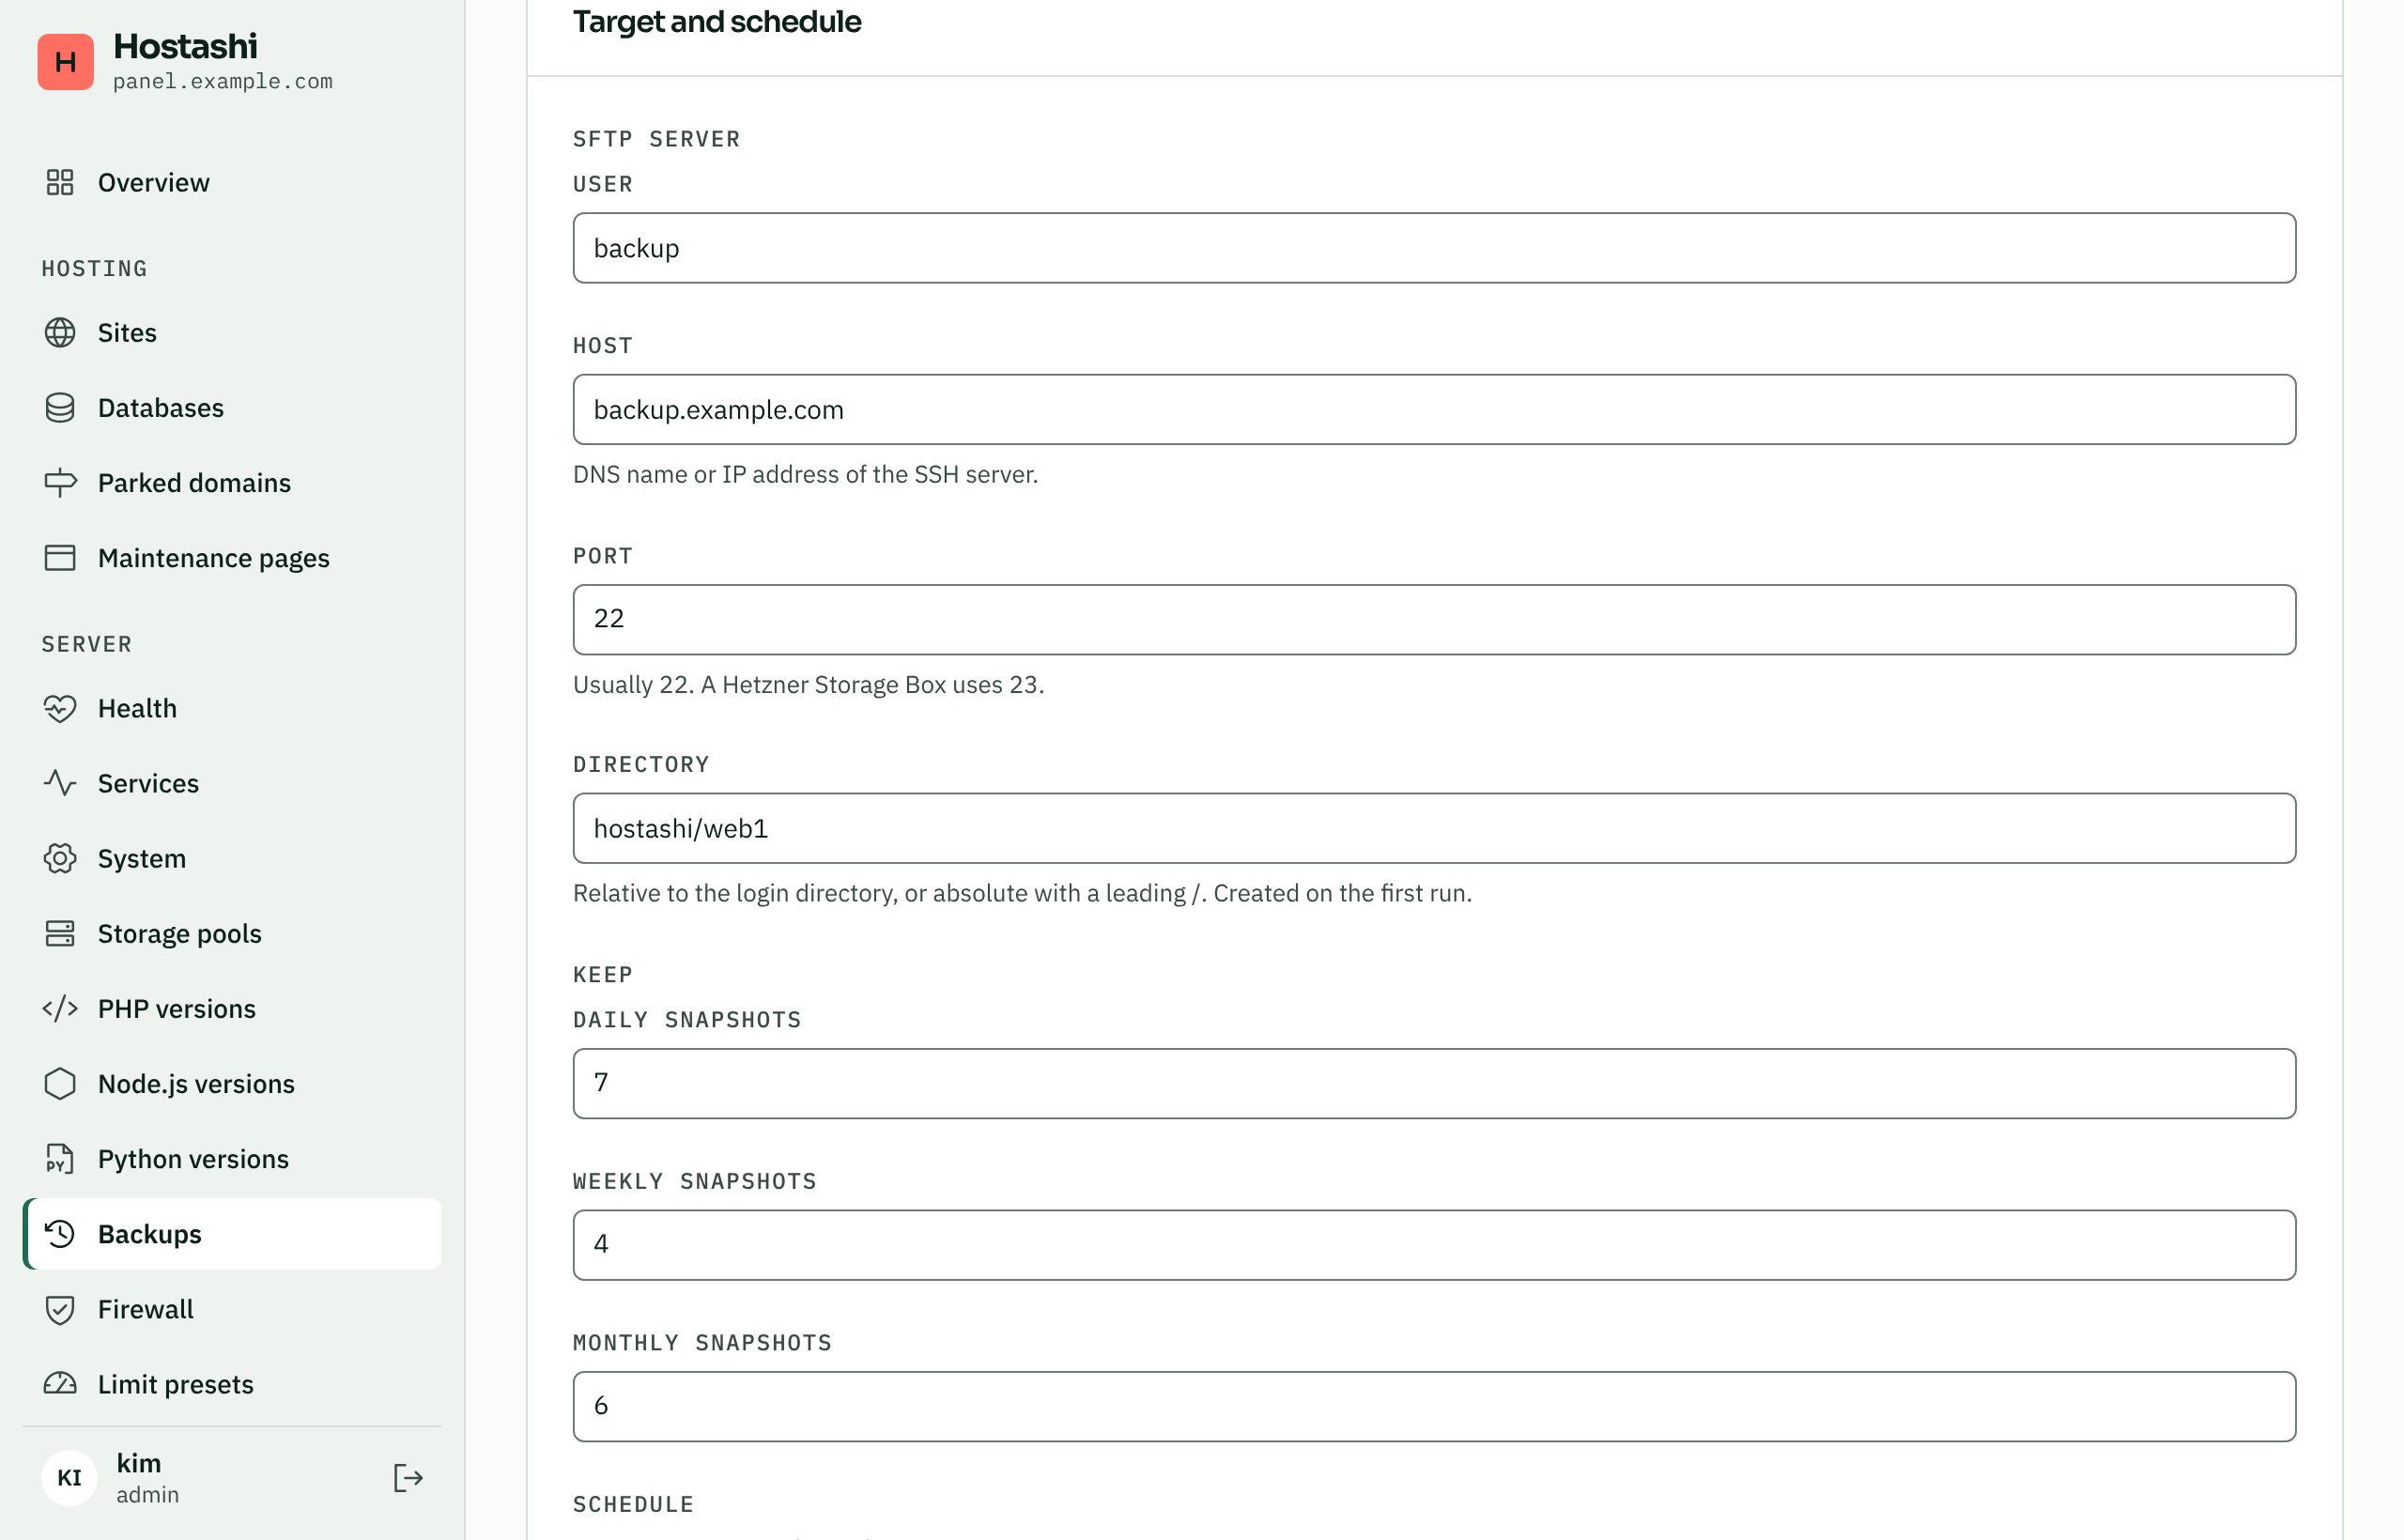 H
Hostashi
panel.example.com
Overview
HOSTING
Sites
Databases
Parked domains
Maintenance pages
SERVER
Health
Services
System
Storage pools
PHP versions
Node.js versions
PY
Python versions
Backups
Firewall
Limit presets
KI
kim
admin
Target and schedule
SFTP SERVER
USER
backup
HOST
backup.example.com
DNS name or IP address of the SSH server.
PORT
22
Usually 22. A Hetzner Storage Box uses 23.
DIRECTORY
hostashi/web1
Relative to the login directory, or absolute with a leading /. Created on the first run.
KEEP
DAILY SNAPSHOTS
7
WEEKLY SNAPSHOTS
4
MONTHLY SNAPSHOTS
6
SCHEDULE